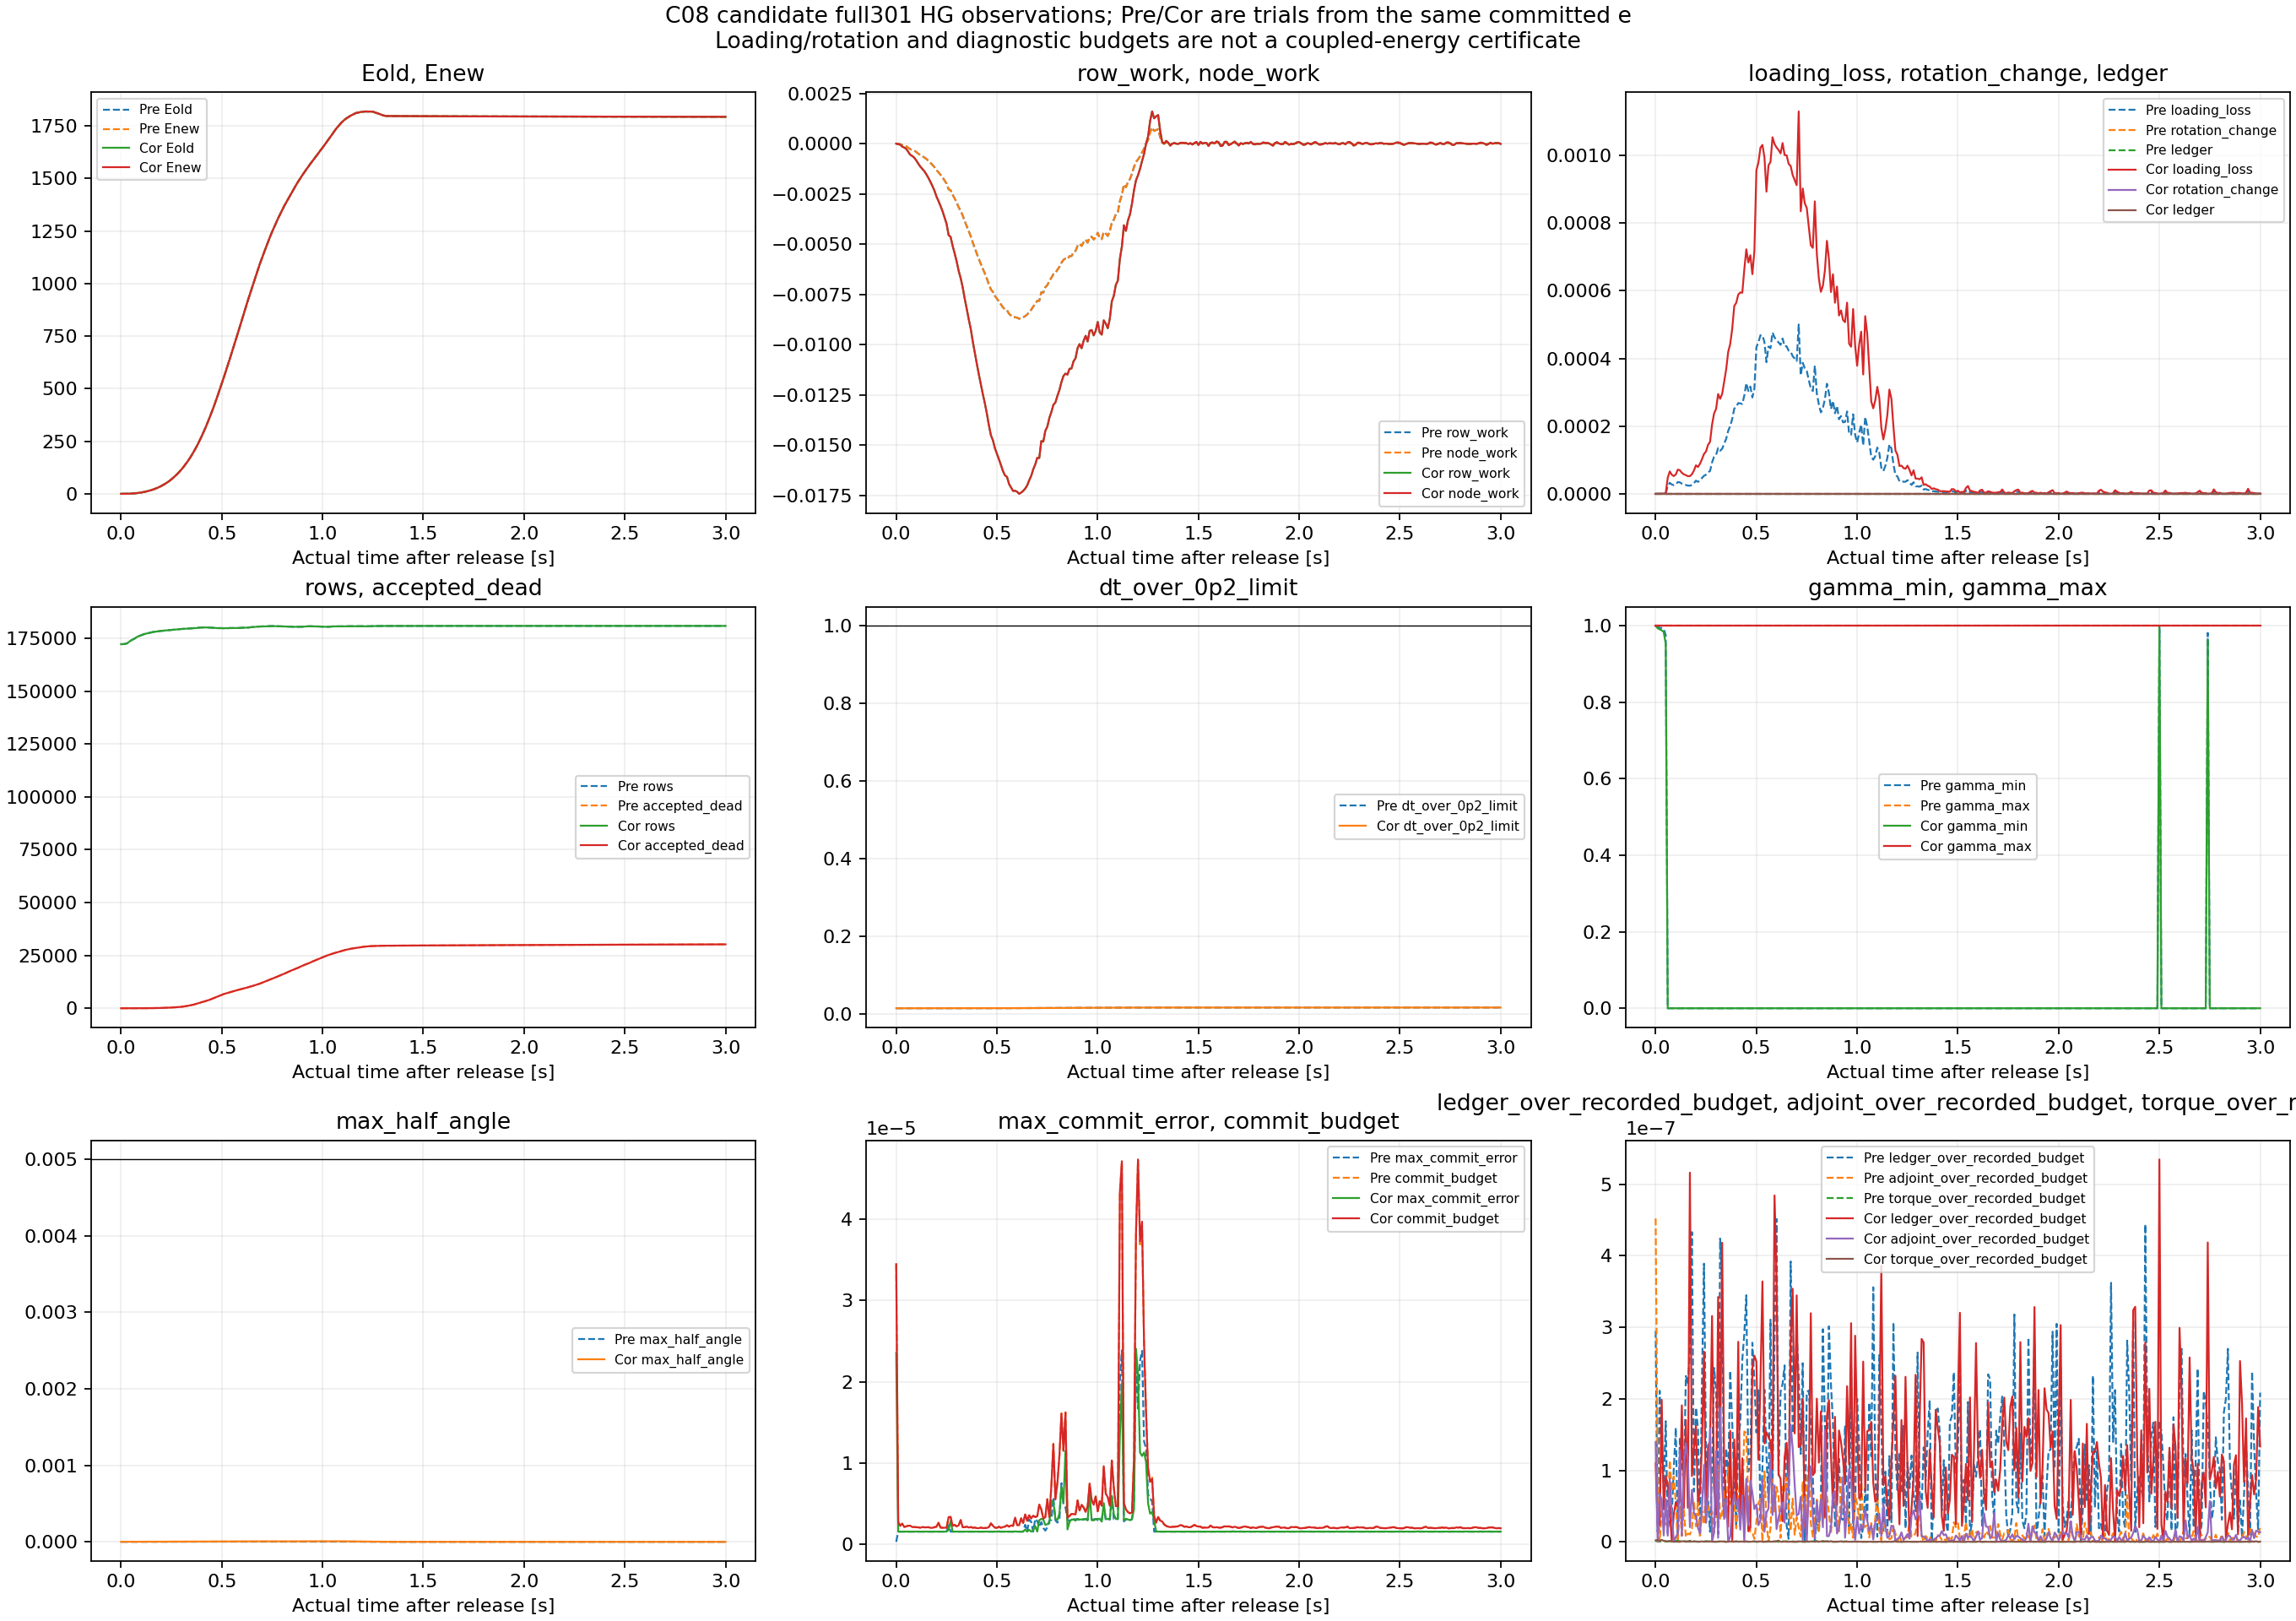 C08 candidate full301 HG observations; Pre/Cor are trials from the same committed e
Loading/rotation and diagnostic budgets are not a coupled-energy certificate
Eold, Enew
1750
1500
1250
1000
750
500
250
0
Pre Eold
Pre Enew
Cor Eold
Cor Enew
0.0 0.5 1.0 1.5 2.0 2.5 3.0
Actual time after release [s]
row_work, node_work
0.0025
0.0000
−0.0025
−0.0050
−0.0075
−0.0100
−0.0125
−0.0150
−0.0175
Pre row_work
Pre node_work
Cor row_work
Cor node_work
0.0 0.5 1.0 1.5 2.0 2.5 3.0
Actual time after release [s]
loading_loss, rotation_change, ledger
0.0010
0.0008
0.0006
0.0004
0.0002
0.0000
Pre loading_loss
Pre rotation_change
Pre ledger
Cor loading_loss
Cor rotation_change
Cor ledger
0.0 0.5 1.0 1.5 2.0 2.5 3.0
Actual time after release [s]
rows, accepted_dead
175000
150000
125000
100000
75000
50000
25000
0
Pre rows
Pre accepted_dead
Cor rows
Cor accepted_dead
0.0 0.5 1.0 1.5 2.0 2.5 3.0
Actual time after release [s]
dt_over_0p2_limit
1.0
0.8
0.6
0.4
0.2
0.0
Pre dt_over_0p2_limit
Cor dt_over_0p2_limit
0.0 0.5 1.0 1.5 2.0 2.5 3.0
Actual time after release [s]
gamma_min, gamma_max
1.0
0.8
0.6
0.4
0.2
0.0
Pre gamma_min
Pre gamma_max
Cor gamma_min
Cor gamma_max
0.0 0.5 1.0 1.5 2.0 2.5 3.0
Actual time after release [s]
max_half_angle
0.005
0.004
0.003
0.002
0.001
0.000
Pre max_half_angle
Cor max_half_angle
0.0 0.5 1.0 1.5 2.0 2.5 3.0
Actual time after release [s]
max_commit_error, commit_budget
1e−5
4
3
2
1
0
Pre max_commit_error
Pre commit_budget
Cor max_commit_error
Cor commit_budget
0.0 0.5 1.0 1.5 2.0 2.5 3.0
Actual time after release [s]
ledger_over_recorded_budget, adjoint_over_recorded_budget, torque_over_r
1e−7
5
4
3
2
1
0
Pre ledger_over_recorded_budget
Pre adjoint_over_recorded_budget
Pre torque_over_recorded_budget
Cor ledger_over_recorded_budget
Cor adjoint_over_recorded_budget
Cor torque_over_recorded_budget
0.0 0.5 1.0 1.5 2.0 2.5 3.0
Actual time after release [s]